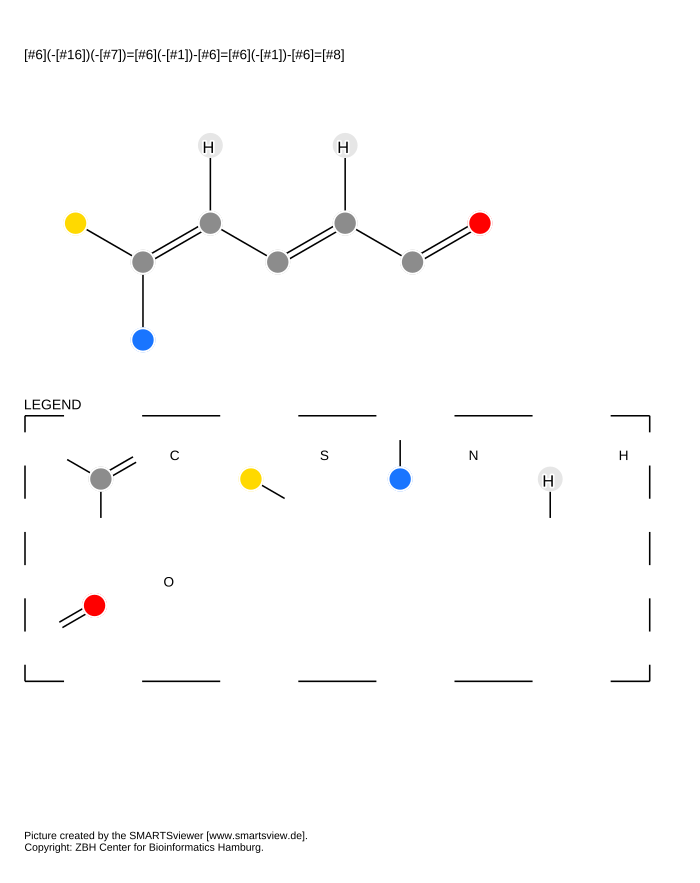 [#6](-[#16])(-[#7])=[#6](-[#1])-[#6]=[#6](-[#1])-[#6]=[#8]
H H
LEGEND
C S N H
H
O
Picture created by the SMARTSviewer [www.smartsview.de].
Copyright: ZBH Center for Bioinformatics Hamburg.